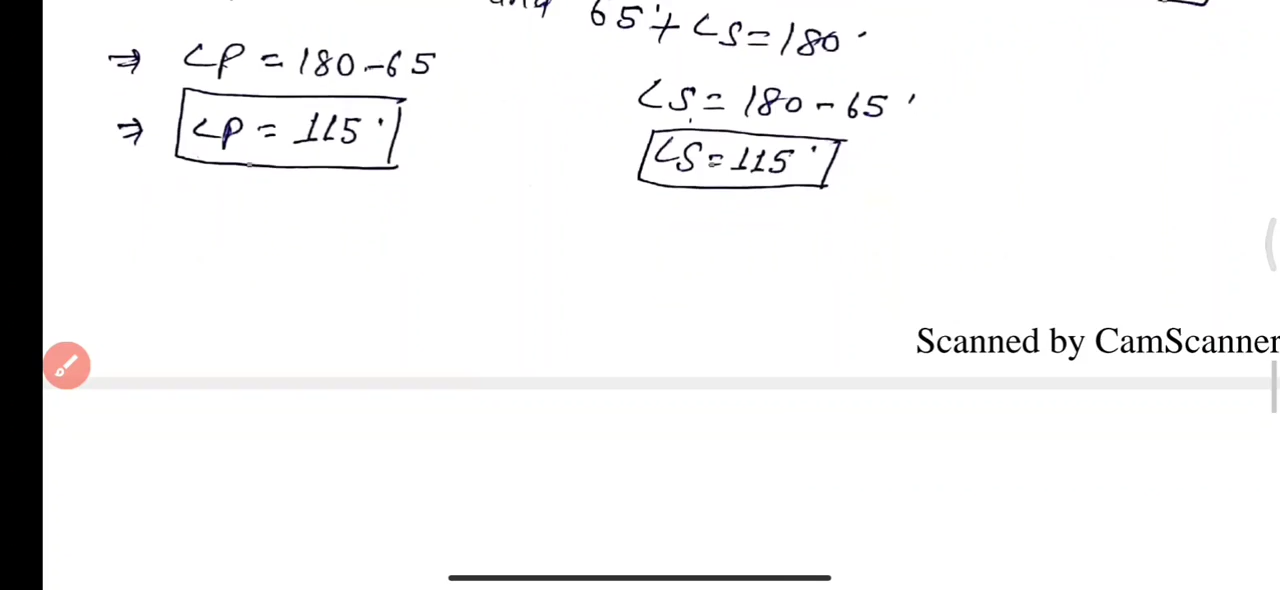 65° + ∠S = 180°
⇒ ∠P = 180 - 65
∠S = 180 - 65°
⇒ ∠P = 115°
∠S = 115°
Scanned by CamScanner